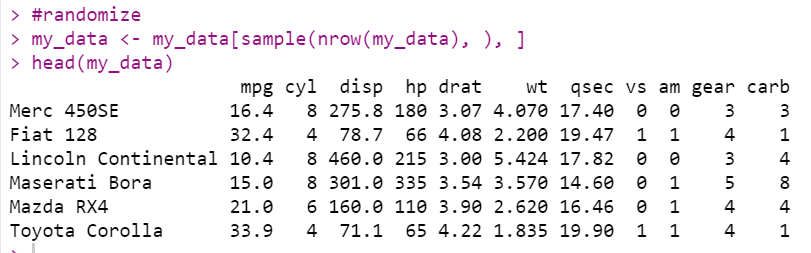 > #randomize
> my_data <- my_data[sample(nrow(my_data), ), ]
> head(my_data)
                     mpg cyl  disp  hp drat    wt  qsec vs am gear carb
Merc 450SE          16.4   8 275.8 180 3.07 4.070 17.40  0  0    3    3
Fiat 128            32.4   4  78.7  66 4.08 2.200 19.47  1  1    4    1
Lincoln Continental 10.4   8 460.0 215 3.00 5.424 17.82  0  0    3    4
Maserati Bora       15.0   8 301.0 335 3.54 3.570 14.60  0  1    5    8
Mazda RX4           21.0   6 160.0 110 3.90 2.620 16.46  0  1    4    4
Toyota Corolla      33.9   4  71.1  65 4.22 1.835 19.90  1  1    4    1
>